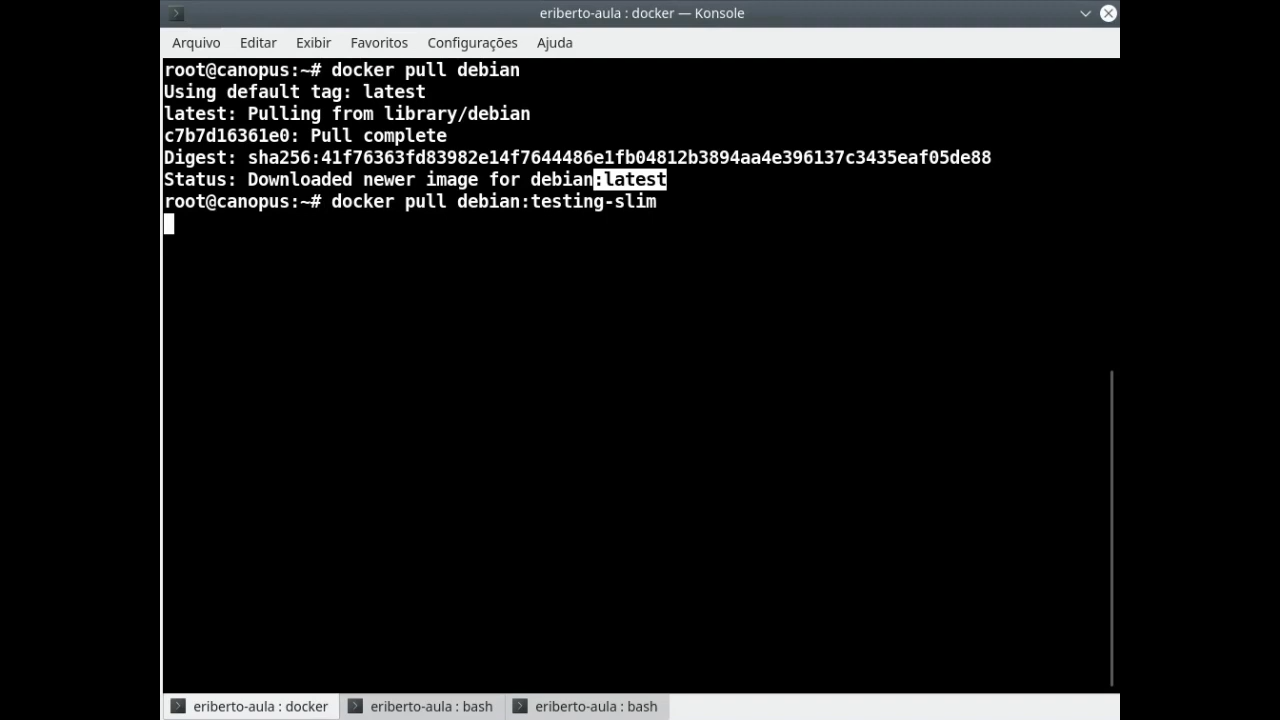 eriberto-aula : docker — Konsole
Arquivo Editar Exibir Favoritos Configurações Ajuda
root@canopus:~# docker pull debian
Using default tag: latest
latest: Pulling from library/debian
c7b7d16361e0: Pull complete
Digest: sha256:41f76363fd83982e14f7644486e1fb04812b3894aa4e396137c3435eaf05de88
Status: Downloaded newer image for debian:latest
root@canopus:~# docker pull debian:testing-slim
eriberto-aula : docker eriberto-aula : bash eriberto-aula : bash